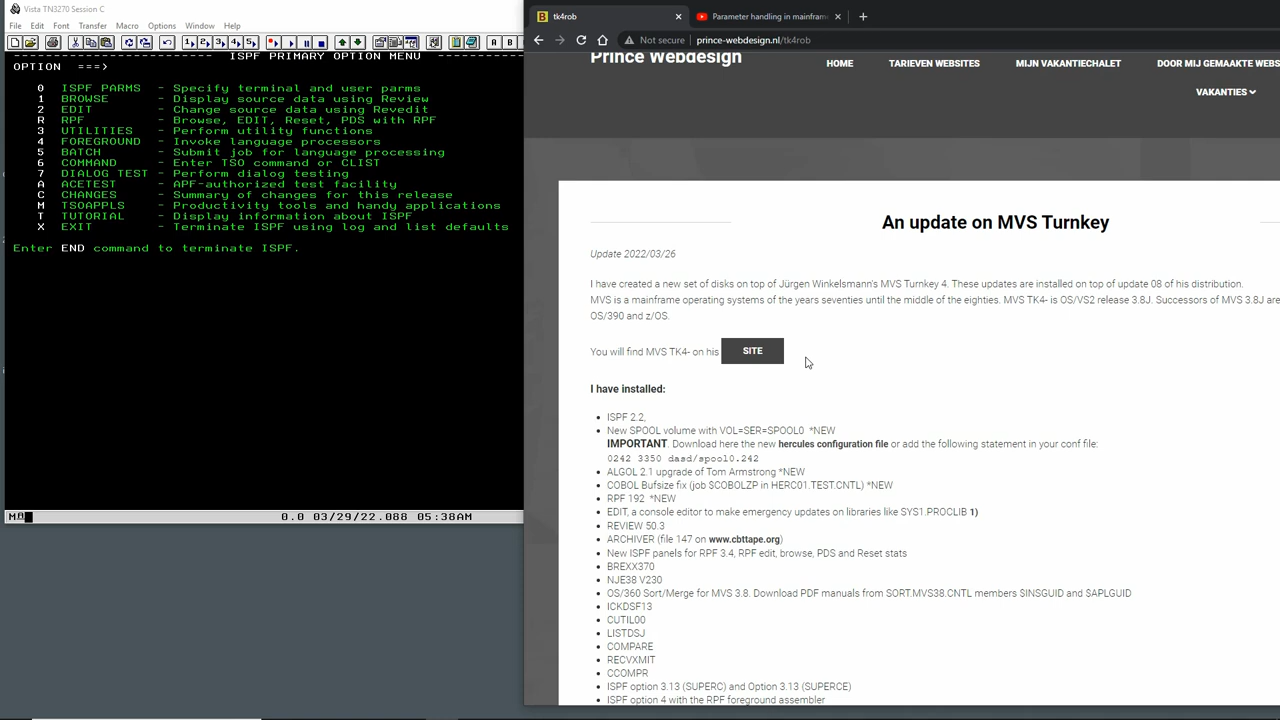 Vista TN3270 Session C
File Edit Font Transfer Macro Options Window Help
ISPF PRIMARY OPTION MENU
OPTION ===>
0 ISPF PARMS - Specify terminal and user parms
1 BROWSE - Display source data using Review
2 EDIT - Change source data using Revedit
R RPF - Browse, EDIT, Reset, PDS with RPF
3 UTILITIES - Perform utility functions
4 FOREGROUND - Invoke language processors
5 BATCH - Submit job for language processing
6 COMMAND - Enter TSO command or CLIST
7 DIALOG TEST - Perform dialog testing
A ACETEST - APF-authorized test facility
C CHANGES - Summary of changes for this release
M TSOAPPLS - Productivity tools and handy applications
T TUTORIAL - Display information about ISPF
X EXIT - Terminate ISPF using log and list defaults
Enter END command to terminate ISPF.
0.0 03/29/22.088 05:38AM
tk4rob
Parameter handling in mainfram
Not secure prince-webdesign.nl/tk4rob
Prince Webdesign
HOME TARIEVEN WEBSITES MIJN VAKANTIECHALET DOOR MIJ GEMAAKTE WEBS
VAKANTIES
An update on MVS Turnkey
Update 2022/03/26
I have created a new set of disks on top of Jürgen Winkelsmann's MVS Turnkey 4. These updates are installed on top of update 08 of his distribution.
MVS is a mainframe operating systems of the years seventies until the middle of the eighties. MVS TK4- is OS/VS2 release 3.8J. Successors of MVS 3.8J are
OS/390 and z/OS.
You will find MVS TK4- on his SITE
I have installed:
ISPF 2.2,
New SPOOL volume with VOL=SER=SPOOL0 *NEW
IMPORTANT. Download here the new hercules configuration file or add the following statement in your conf file:
0242 3350 dasd/spool0.242
ALGOL 2.1 upgrade of Tom Armstrong *NEW
COBOL Bufsize fix (job $COBOLZP in HERC01.TEST.CNTL) *NEW
RPF 192 *NEW
EDIT, a console editor to make emergency updates on libraries like SYS1.PROCLIB 1)
REVIEW 50.3
ARCHIVER (file 147 on www.cbttape.org)
New ISPF panels for RPF 3.4, RPF edit, browse, PDS and Reset stats
BREXX370
NJE38 V230
OS/360 Sort/Merge for MVS 3.8. Download PDF manuals from SORT.MVS38.CNTL members $INSGUID and $APLGUID
ICKDSF13
CUTIL00
LISTDSJ
COMPARE
RECVXMIT
CCOMPR
ISPF option 3.13 (SUPERC) and Option 3.13 (SUPERCE)
ISPF option 4 with the RPF foreground assembler